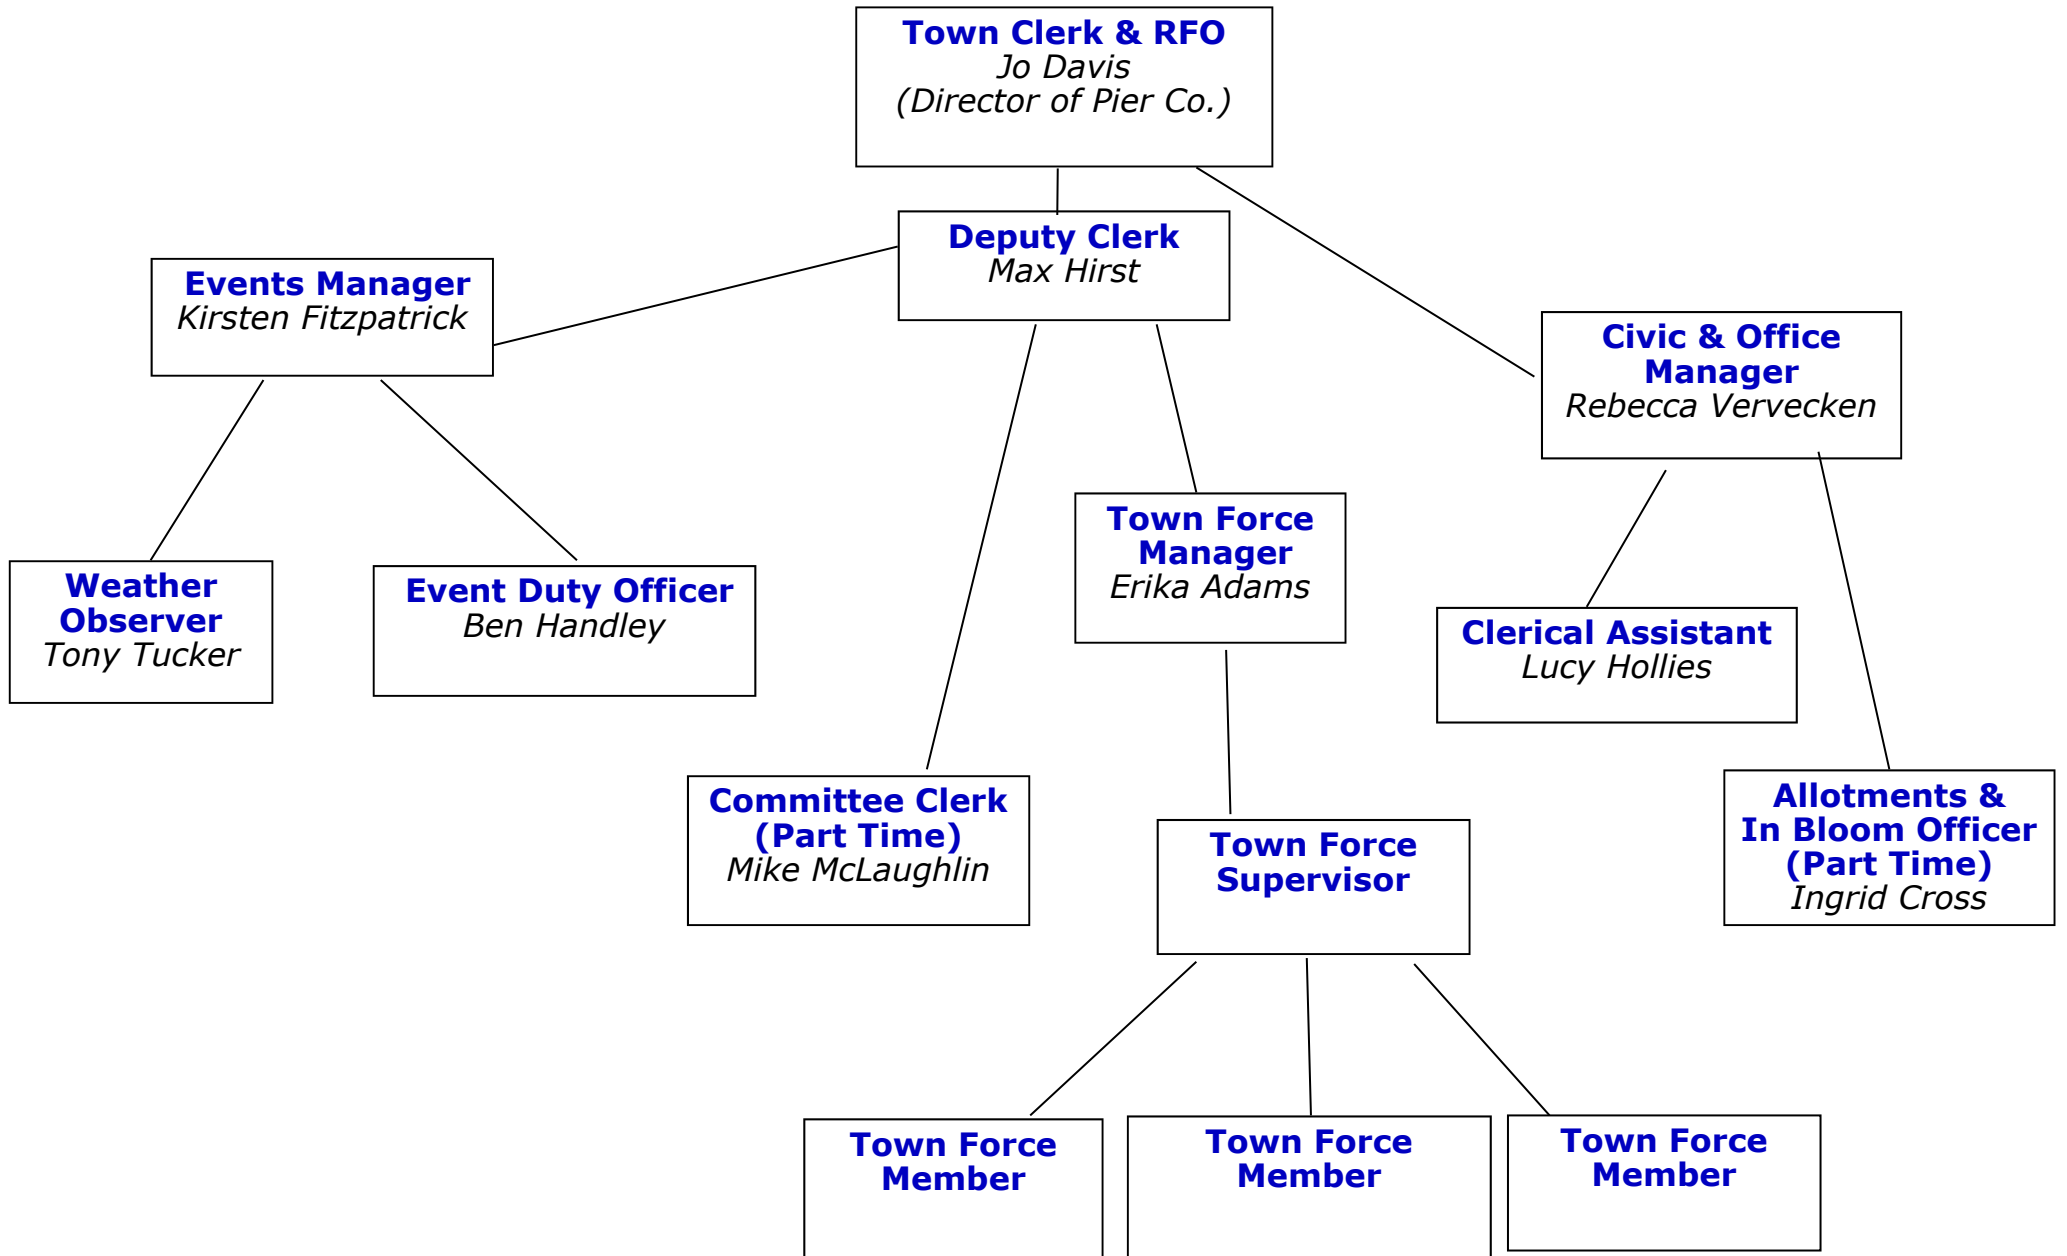 Town Clerk & RFO
Jo Davis
(Director of Pier Co.)
Deputy Clerk
Max Hirst
Events Manager
Kirsten Fitzpatrick
Civic & Office
Manager
Rebecca Vervecken
Town Force
Manager
Erika Adams
Weather
Observer
Tony Tucker
Event Duty Officer
Ben Handley
Clerical Assistant
Lucy Hollies
Committee Clerk
(Part Time)
Mike McLaughlin
Town Force
Supervisor
Allotments &
In Bloom Officer
(Part Time)
Ingrid Cross
Town Force
Member
Town Force
Member
Town Force
Member